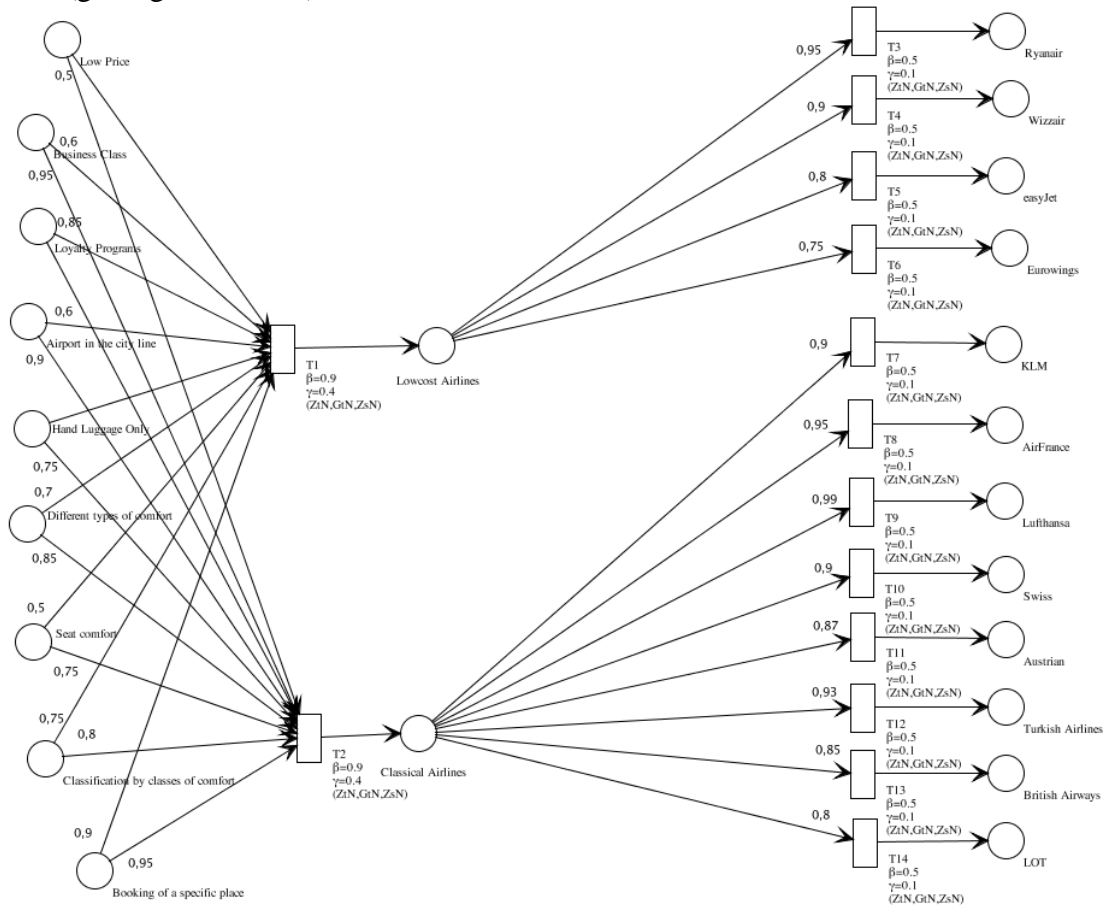 Low Price
0,5
0,6
Business Class
0,95
0,85
Loyalty Programs
0,6
Airport in the city line
0,9
Hand Luggage Only
0,75
0,7
Different types of comfort
0,85
0,5
Seat comfort
0,75
0,75
0,8
Classification by classes of comfort
0,9
0,95
Booking of a specific place
T1
β=0.9
γ=0.4
(ZtN,GtN,ZsN)
Lowcost Airlines
T2
β=0.9
γ=0.4
(ZtN,GtN,ZsN)
Classical Airlines
0,95
T3
β=0.5
γ=0.1
(ZtN,GtN,ZsN)
Ryanair
0,9
T4
β=0.5
γ=0.1
(ZtN,GtN,ZsN)
Wizzair
0,8
T5
β=0.5
γ=0.1
(ZtN,GtN,ZsN)
easyJet
0,75
T6
β=0.5
γ=0.1
(ZtN,GtN,ZsN)
Eurowings
0,9
T7
β=0.5
γ=0.1
(ZtN,GtN,ZsN)
KLM
0,95
T8
β=0.5
γ=0.1
(ZtN,GtN,ZsN)
AirFrance
0,99
T9
β=0.5
γ=0.1
(ZtN,GtN,ZsN)
Lufthansa
0,9
T10
β=0.5
γ=0.1
(ZtN,GtN,ZsN)
Swiss
0,87
T11
β=0.5
γ=0.1
(ZtN,GtN,ZsN)
Austrian
0,93
T12
β=0.5
γ=0.1
(ZtN,GtN,ZsN)
Turkish Airlines
0,85
T13
β=0.5
γ=0.1
(ZtN,GtN,ZsN)
British Airways
0,8
T14
β=0.5
γ=0.1
(ZtN,GtN,ZsN)
LOT